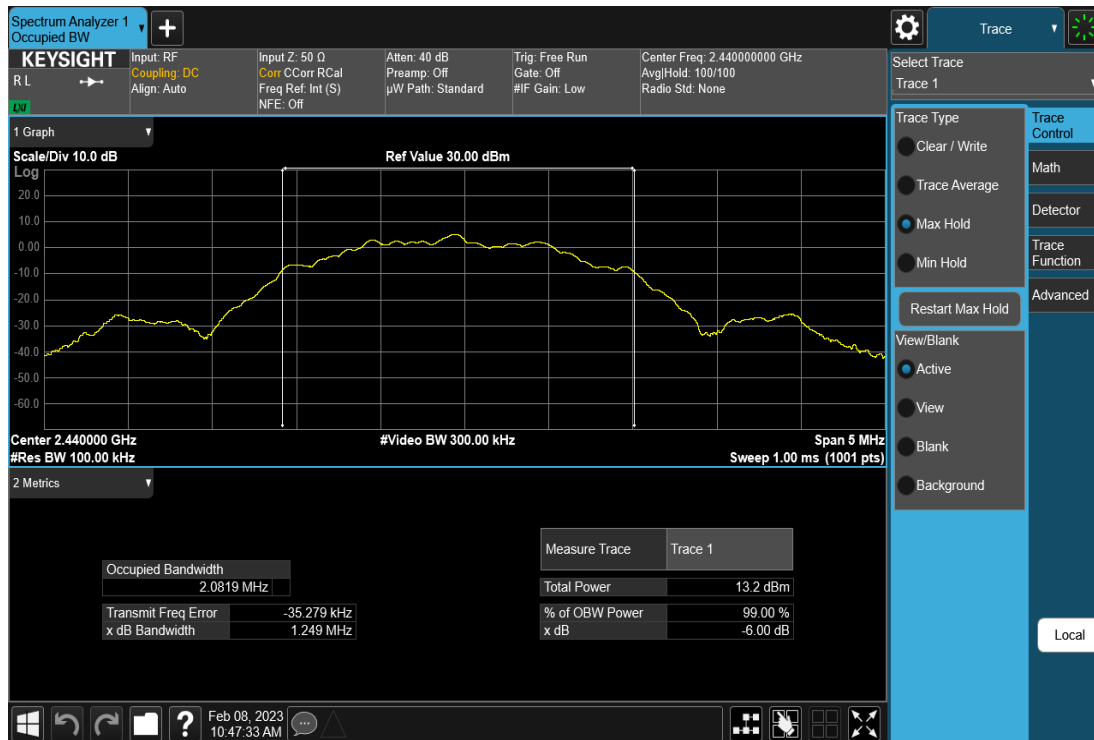 Spectrum Analyzer 1
Occupied BW
+
Trace
KEYSIGHT
R L
LXI
Input: RF
Coupling: DC
Align: Auto
Input Z: 50 Ω
Corr CCorr RCal
Freq Ref: Int (S)
NFE: Off
Atten: 40 dB
Preamp: Off
µW Path: Standard
Trig: Free Run
Gate: Off
#IF Gain: Low
Center Freq: 2.440000000 GHz
Avg|Hold: 100/100
Radio Std: None
1 Graph
Scale/Div 10.0 dB
Ref Value 30.00 dBm
Log
20.0
10.0
0.00
-10.0
-20.0
-30.0
-40.0
-50.0
-60.0
Center 2.440000 GHz
#Video BW 300.00 kHz
Span 5 MHz
#Res BW 100.00 kHz
Sweep 1.00 ms (1001 pts)
2 Metrics
Occupied Bandwidth
2.0819 MHz
Transmit Freq Error -35.279 kHz
x dB Bandwidth 1.249 MHz
Measure Trace Trace 1
Total Power 13.2 dBm
% of OBW Power 99.00 %
x dB -6.00 dB
Select Trace
Trace 1
Trace Type
Clear / Write
Trace Average
Max Hold
Min Hold
Restart Max Hold
View/Blank
Active
View
Blank
Background
Trace
Control
Math
Detector
Trace
Function
Advanced
Local
?
Feb 08, 2023
10:47:33 AM